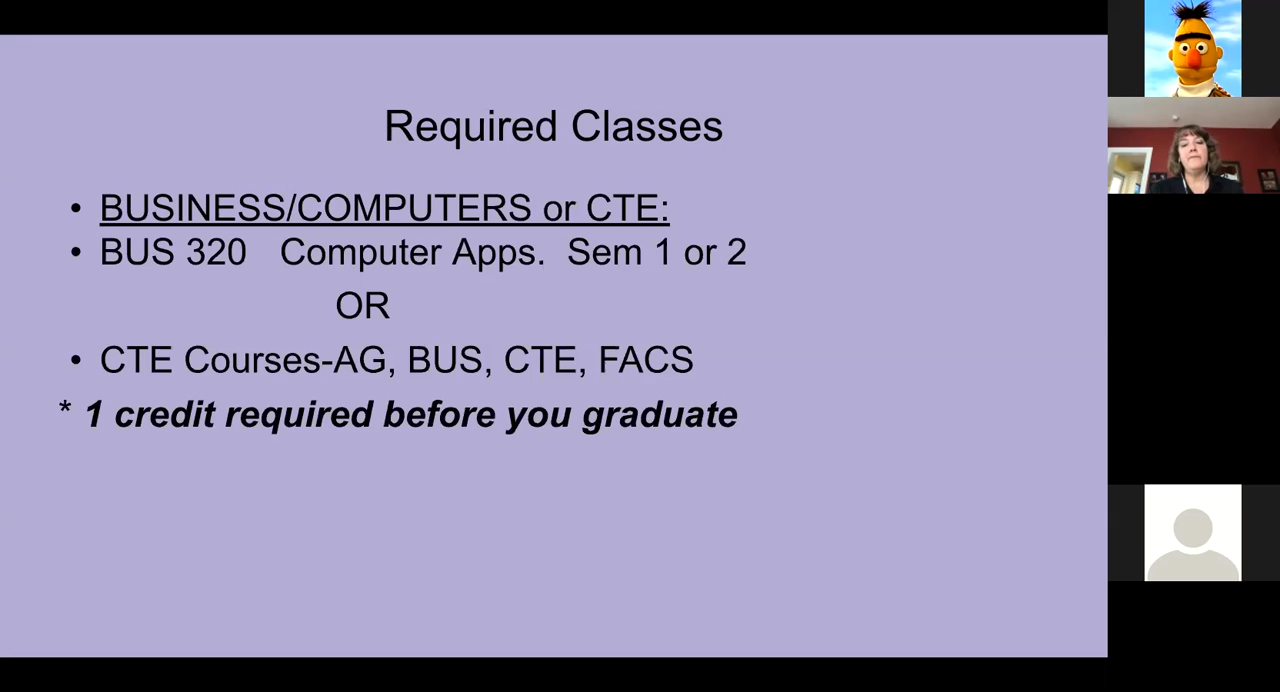 Required Classes
• BUSINESS/COMPUTERS or CTE:
• BUS 320 Computer Apps. Sem 1 or 2
OR
• CTE Courses-AG, BUS, CTE, FACS
* 1 credit required before you graduate